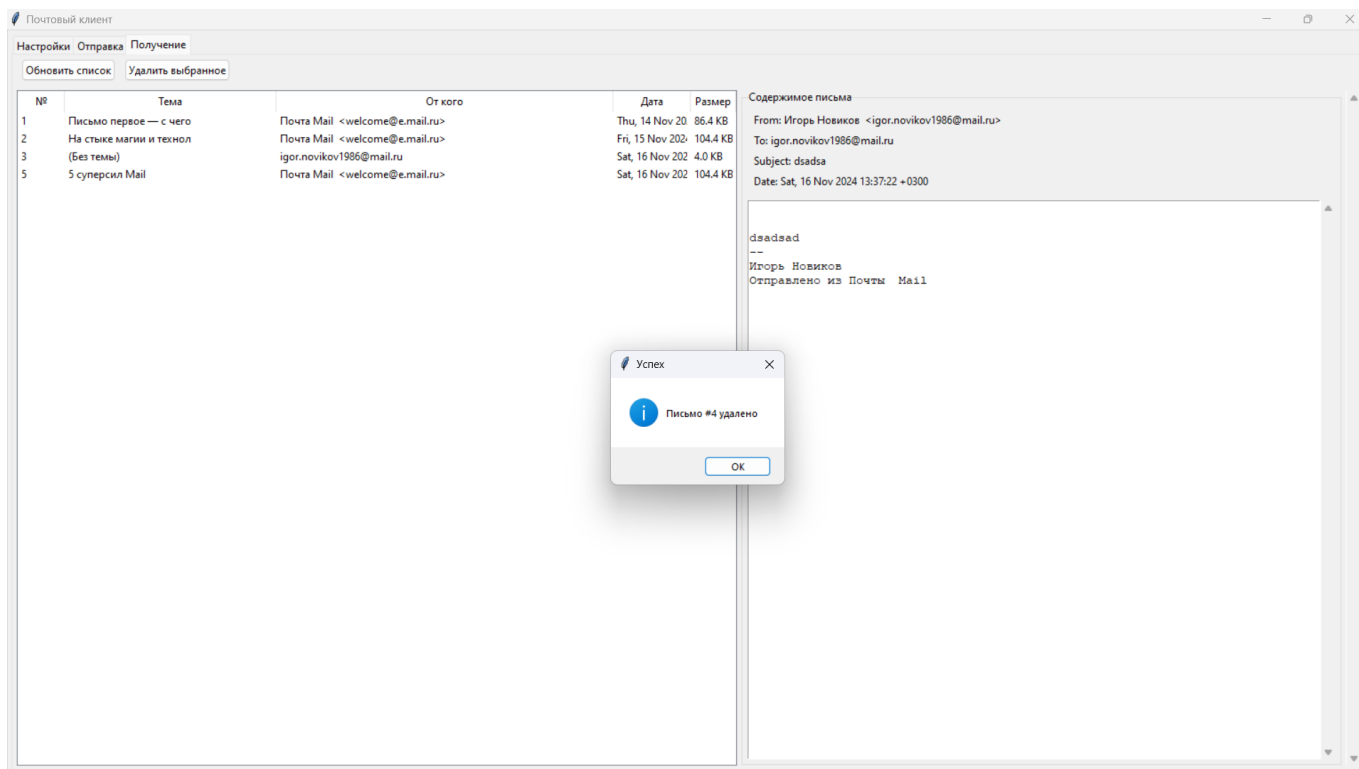 Почтовый клиент
Настройки Отправка Получение
Обновить список Удалить выбранное
№ Тема От кого Дата Размер
1 Письмо первое — с чего Почта Mail <welcome@e.mail.ru> Thu, 14 Nov 20 86.4 KB
2 На стыке магии и технол Почта Mail <welcome@e.mail.ru> Fri, 15 Nov 202 104.4 KB
3 (Без темы) igor.novikov1986@mail.ru Sat, 16 Nov 202 4.0 KB
5 5 суперсил Mail Почта Mail <welcome@e.mail.ru> Sat, 16 Nov 202 104.4 KB
Содержимое письма
From: Игорь Новиков <igor.novikov1986@mail.ru>
To: igor.novikov1986@mail.ru
Subject: dsadsa
Date: Sat, 16 Nov 2024 13:37:22 +0300
dsadsad
--
Игорь Новиков
Отправлено из Почты Mail
Успех
Письмо #4 удалено
OK